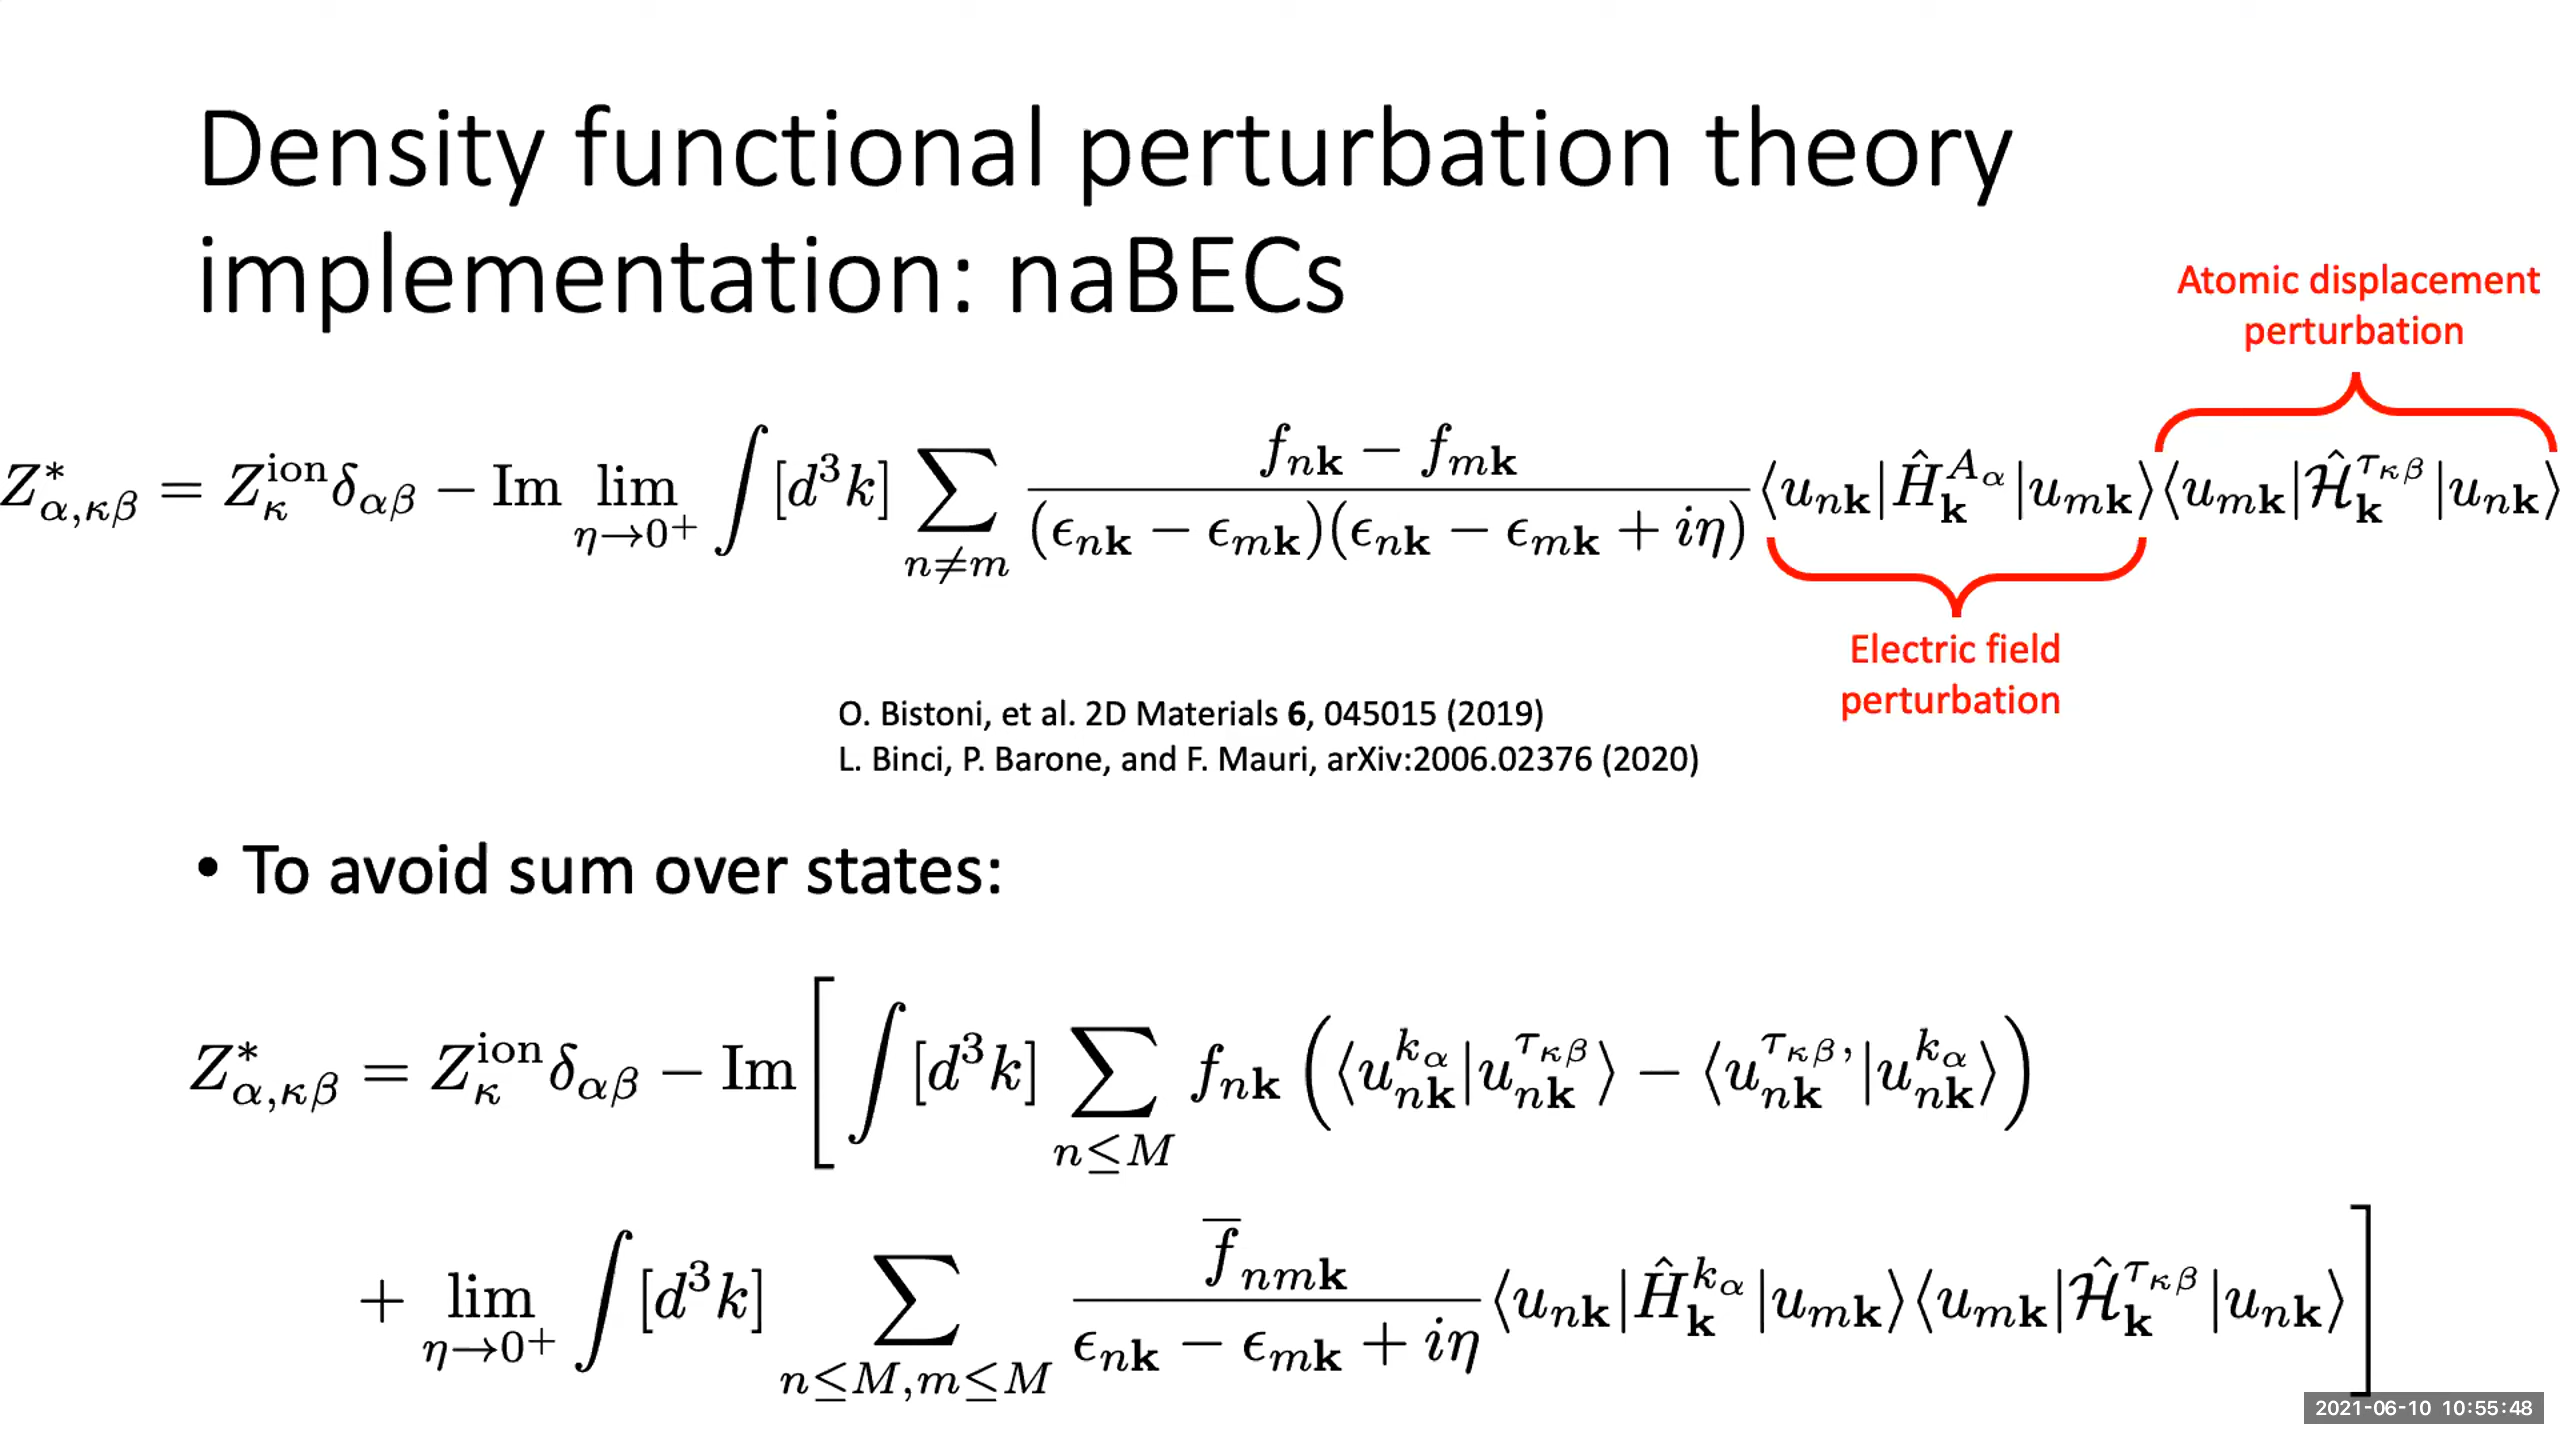 Density functional perturbation theory
implementation: naBECs
Atomic displacement
perturbation
$Z^*_{\alpha,\kappa\beta} = Z^{\text{ion}}_{\kappa}\delta_{\alpha\beta} - \text{Im} \lim_{\eta\to 0^+} \int [d^3k] \sum_{n\neq m} \frac{f_{n\mathbf{k}} - f_{m\mathbf{k}}}{(\epsilon_{n\mathbf{k}} - \epsilon_{m\mathbf{k}})(\epsilon_{n\mathbf{k}} - \epsilon_{m\mathbf{k}} + i\eta)} \langle u_{n\mathbf{k}}|\hat{H}^{A_\alpha}_{\mathbf{k}}|u_{m\mathbf{k}}\rangle\langle u_{m\mathbf{k}}|\hat{\mathcal{H}}^{\tau_{\kappa\beta}}_{\mathbf{k}}|u_{n\mathbf{k}}\rangle$
Electric field
perturbation
O. Bistoni, et al. 2D Materials 6, 045015 (2019)
L. Binci, P. Barone, and F. Mauri, arXiv:2006.02376 (2020)
• To avoid sum over states:
$Z^*_{\alpha,\kappa\beta} = Z^{\text{ion}}_{\kappa}\delta_{\alpha\beta} - \text{Im}\Big[\int [d^3k] \sum_{n\leq M} f_{n\mathbf{k}} \left(\langle u^{k_\alpha}_{n\mathbf{k}}|u^{\tau_{\kappa\beta}}_{n\mathbf{k}}\rangle - \langle u^{\tau_{\kappa\beta},}_{n\mathbf{k}}|u^{k_\alpha}_{n\mathbf{k}}\rangle\right)$
$+ \lim_{\eta\to 0^+} \int [d^3k] \sum_{n\leq M,m\leq M} \frac{\overline{f}_{nm\mathbf{k}}}{\epsilon_{n\mathbf{k}} - \epsilon_{m\mathbf{k}} + i\eta} \langle u_{n\mathbf{k}}|\hat{H}^{k_\alpha}_{\mathbf{k}}|u_{m\mathbf{k}}\rangle\langle u_{m\mathbf{k}}|\hat{\mathcal{H}}^{\tau_{\kappa\beta}}_{\mathbf{k}}|u_{n\mathbf{k}}\rangle\Big]$
2021-06-10 10:55:48